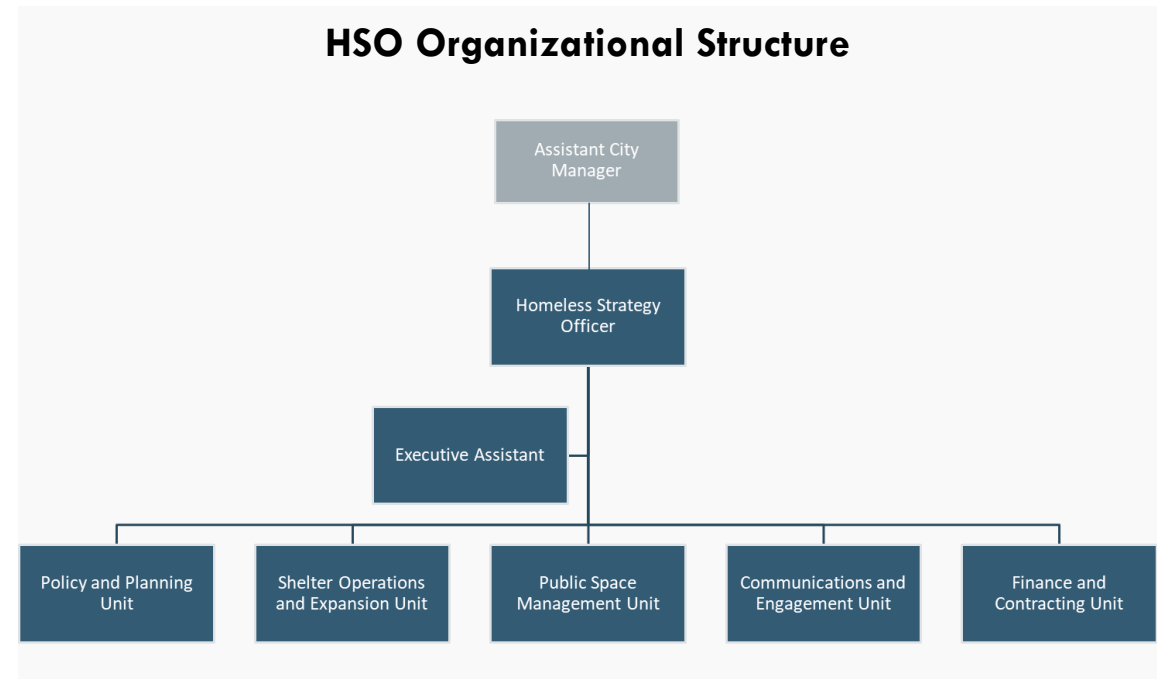 HSO Organizational Structure
Assistant City
Manager
Homeless Strategy
Officer
Executive Assistant
Policy and Planning
Unit
Shelter Operations
and Expansion Unit
Public Space
Management Unit
Communications and
Engagement Unit
Finance and
Contracting Unit